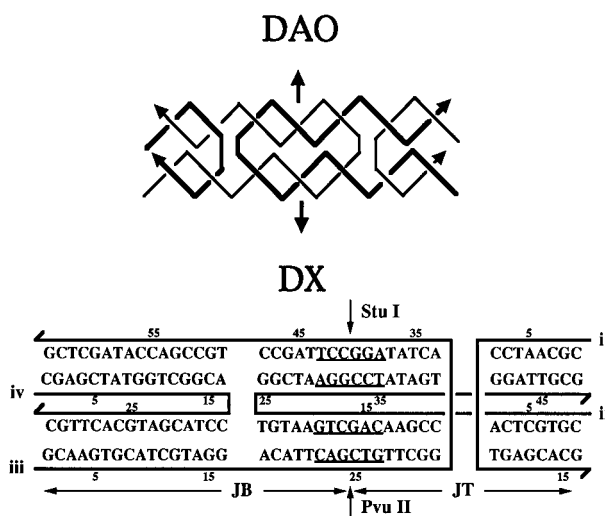 DAO
DX
Stu I
55 45 35 5
i
GCTCGATACCAGCCGT CCGATTCCGGATATCA CCTAACGC
CGAGCTATGGTCGGCA GGCTAAGGCCTATAGT GGATTGCG
iv
5 15 25 35 45
25 15 5
i
CGTTCACGTAGCATCC TGTAAGTCGACAAGCC ACTCGTGC
GCAAGTGCATCGTAGG ACATTCAGCTGTTCGG TGAGCACG
iii
5 15 25 15
JB JT
Pvu II